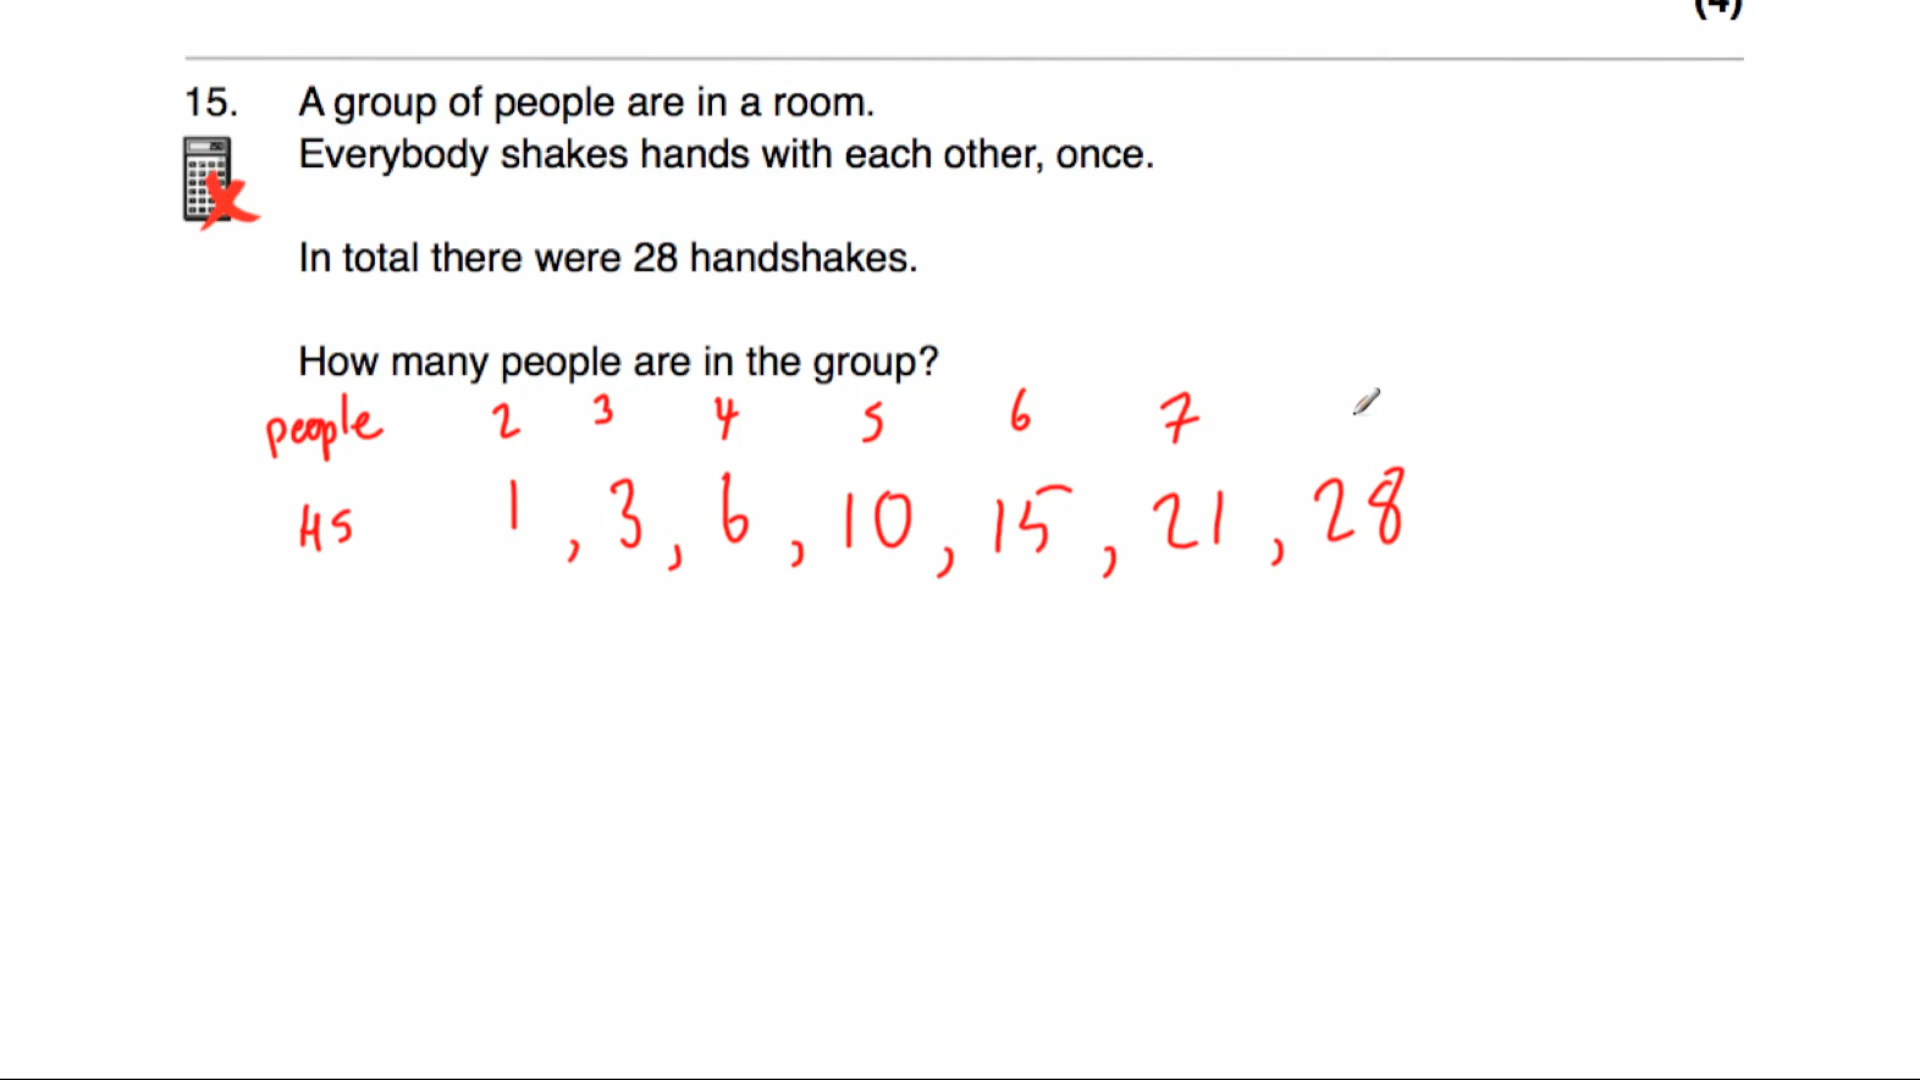 (4)
15. A group of people are in a room.
Everybody shakes hands with each other, once.
In total there were 28 handshakes.
How many people are in the group?
people 2 3 4 5 6 7
HS 1 , 3 , 6 , 10 , 15 , 21 , 28